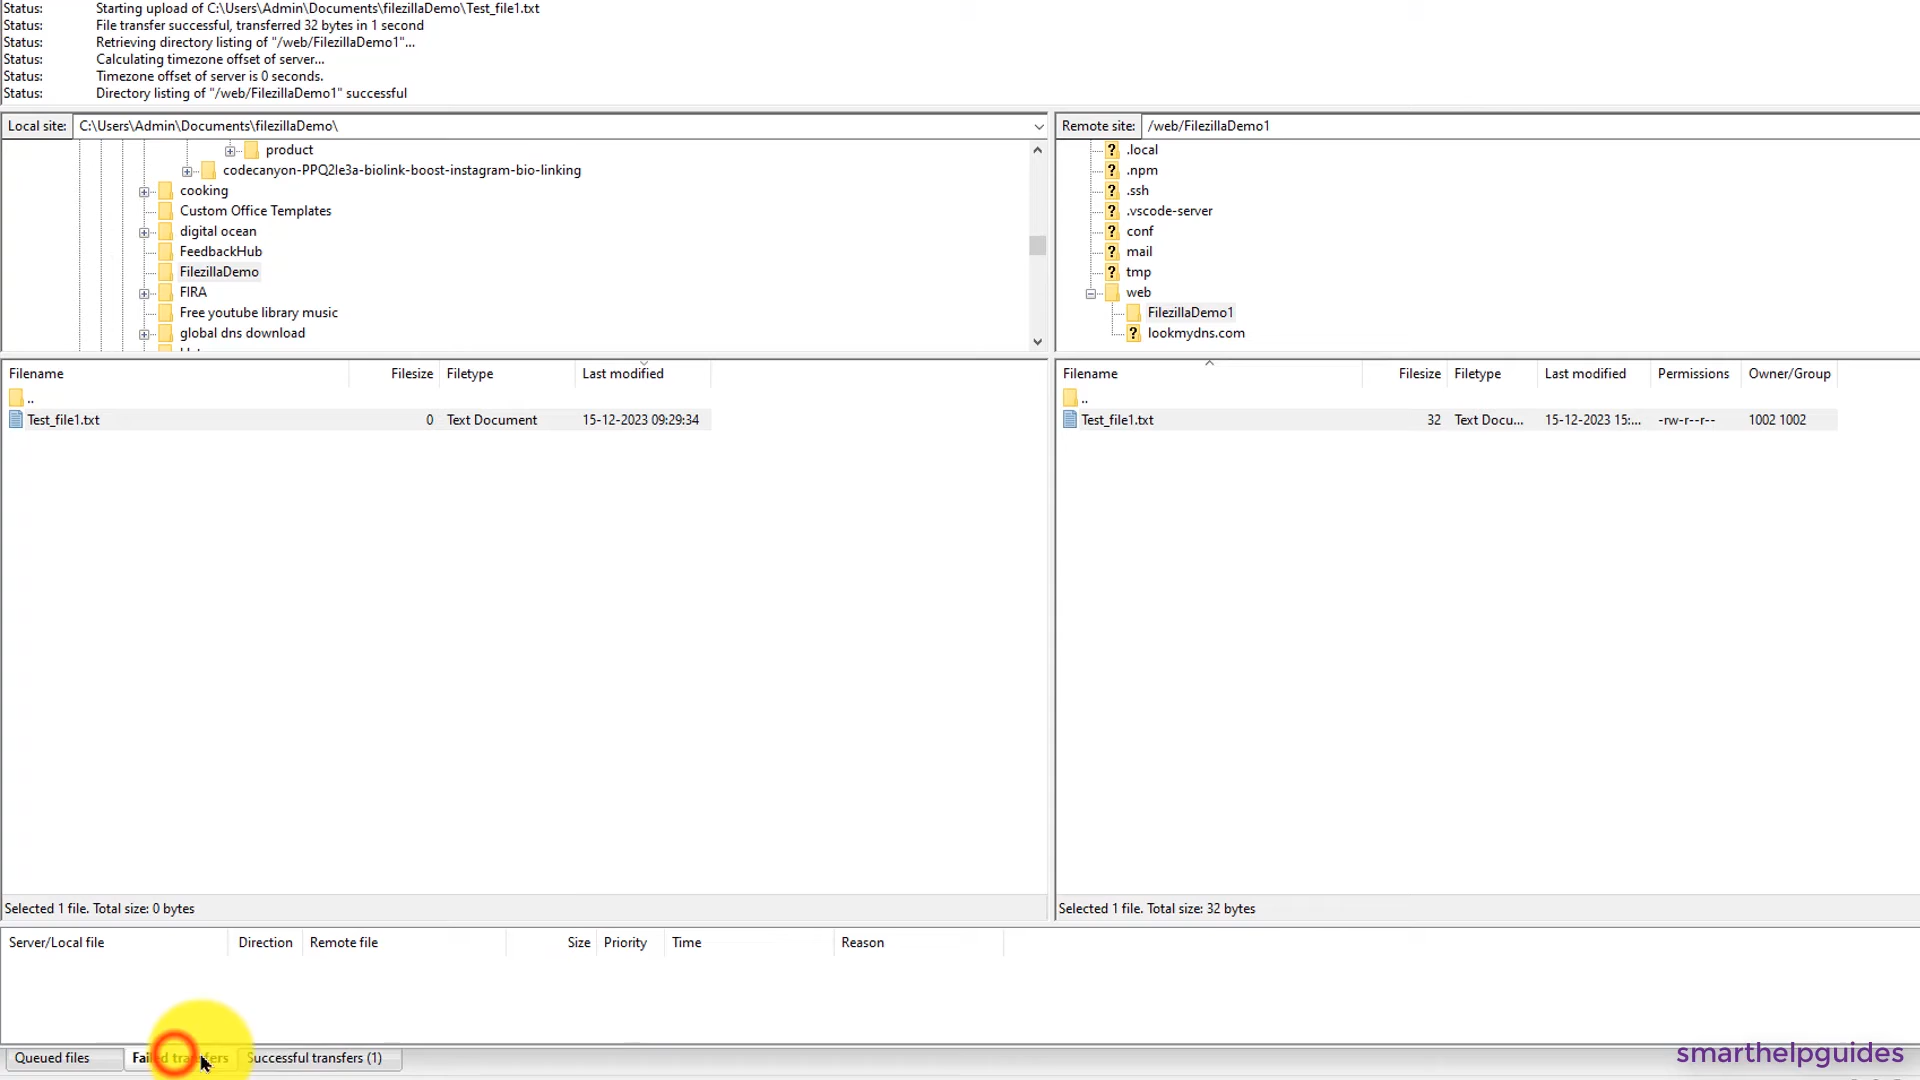 Status: Starting upload of C:\Users\Admin\Documents\filezillaDemo\Test_file1.txt
Status: File transfer successful, transferred 32 bytes in 1 second
Status: Retrieving directory listing of "/web/FilezillaDemo1"...
Status: Calculating timezone offset of server...
Status: Timezone offset of server is 0 seconds.
Status: Directory listing of "/web/FilezillaDemo1" successful
Local site: C:\Users\Admin\Documents\filezillaDemo\
product
codecanyon-PPQ2le3a-biolink-boost-instagram-bio-linking
cooking
Custom Office Templates
digital ocean
FeedbackHub
FilezillaDemo
FIRA
Free youtube library music
global dns download
Remote site: /web/FilezillaDemo1
.local
.npm
.ssh
.vscode-server
conf
mail
tmp
web
FilezillaDemo1
lookmydns.com
Filename Filesize Filetype Last modified
..
Test_file1.txt 0 Text Document 15-12-2023 09:29:34
Selected 1 file. Total size: 0 bytes
Filename Filesize Filetype Last modified Permissions Owner/Group
..
Test_file1.txt 32 Text Docu... 15-12-2023 15:... -rw-r--r-- 1002 1002
Selected 1 file. Total size: 32 bytes
Server/Local file Direction Remote file Size Priority Time Reason
Queued files Failed transfers Successful transfers (1)
smarthelpguides